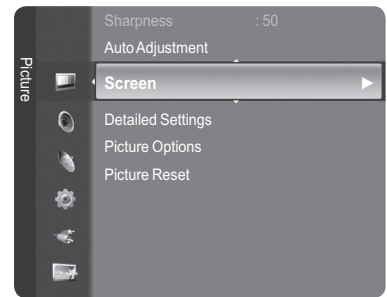 Picture
Sharpness : 50
Auto Adjustment
Screen
Detailed Settings
Picture Options
Picture Reset